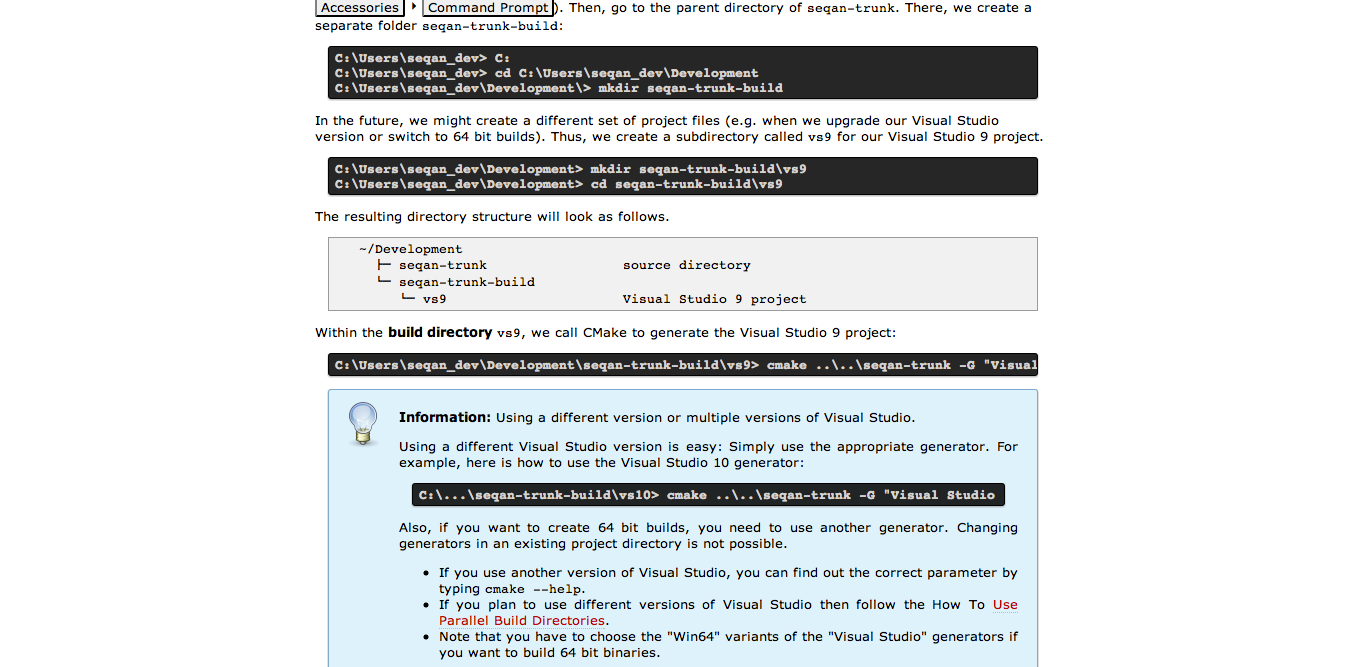 Accessories ▸ Command Prompt). Then, go to the parent directory of seqan-trunk. There, we create a
separate folder seqan-trunk-build:
C:\Users\seqan_dev> C:
C:\Users\seqan_dev> cd C:\Users\seqan_dev\Development
C:\Users\seqan_dev\Development\> mkdir seqan-trunk-build
In the future, we might create a different set of project files (e.g. when we upgrade our Visual Studio
version or switch to 64 bit builds). Thus, we create a subdirectory called vs9 for our Visual Studio 9 project.
C:\Users\seqan_dev\Development> mkdir seqan-trunk-build\vs9
C:\Users\seqan_dev\Development> cd seqan-trunk-build\vs9
The resulting directory structure will look as follows.
~/Development
├─ seqan-trunk source directory
└─ seqan-trunk-build
└─ vs9 Visual Studio 9 project
Within the build directory vs9, we call CMake to generate the Visual Studio 9 project:
C:\Users\seqan_dev\Development\seqan-trunk-build\vs9> cmake ..\..\seqan-trunk -G "Visual
Information: Using a different version or multiple versions of Visual Studio.
Using a different Visual Studio version is easy: Simply use the appropriate generator. For
example, here is how to use the Visual Studio 10 generator:
C:\...\seqan-trunk-build\vs10> cmake ..\..\seqan-trunk -G "Visual Studio
Also, if you want to create 64 bit builds, you need to use another generator. Changing
generators in an existing project directory is not possible.
• If you use another version of Visual Studio, you can find out the correct parameter by
typing cmake --help.
• If you plan to use different versions of Visual Studio then follow the How To Use
Parallel Build Directories.
• Note that you have to choose the "Win64" variants of the "Visual Studio" generators if
you want to build 64 bit binaries.